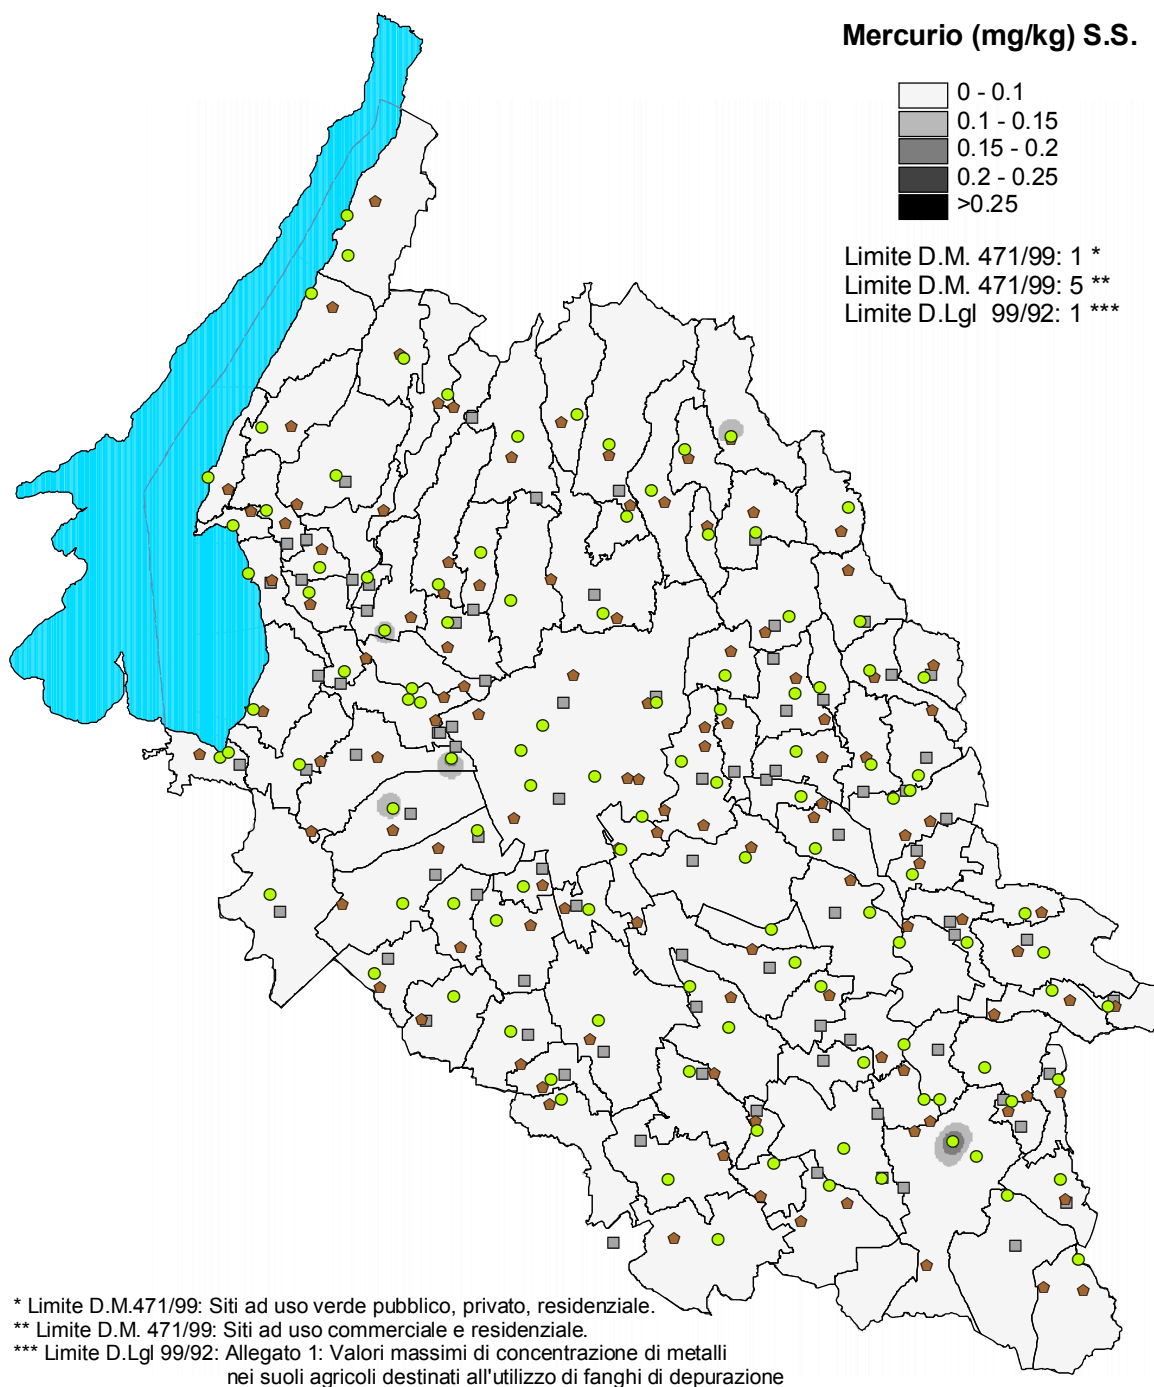 Mercurio (mg/kg) S.S.
0 - 0.1
0.1 - 0.15
0.15 - 0.2
0.2 - 0.25
>0.25
Limite D.M. 471/99: 1 *
Limite D.M. 471/99: 5 **
Limite D.Lgl 99/92: 1 ***
* Limite D.M.471/99: Siti ad uso verde pubblico, privato, residenziale.
** Limite D.M. 471/99: Siti ad uso commerciale e residenziale.
*** Limite D.Lgl 99/92: Allegato 1: Valori massimi di concentrazione di metalli
nei suoli agricoli destinati all'utilizzo di fanghi di depurazione